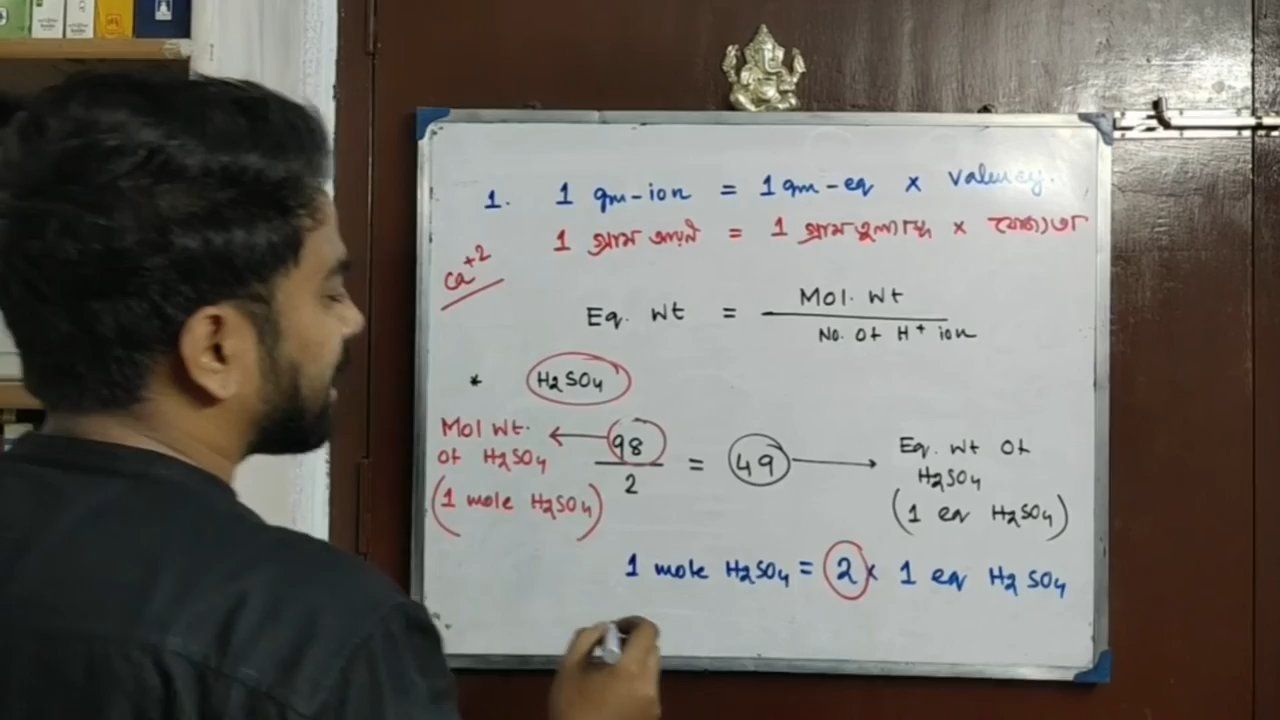 1. 1 gm-ion = 1 gm-eq × valency.
1 গ্রাম আয়ন = 1 গ্রামতুল্যাঙ্ক × যোজ্যতা
Ca+2
Eq. Wt = Mol. Wt
No. Of H+ ion
* H2SO4
Mol Wt. Of H2SO4 ← 98 / 2 = 49 → Eq. Wt Of H2SO4
(1 mole H2SO4) (1 eq H2SO4)
1 mole H2SO4 = 2 × 1 eq H2SO4